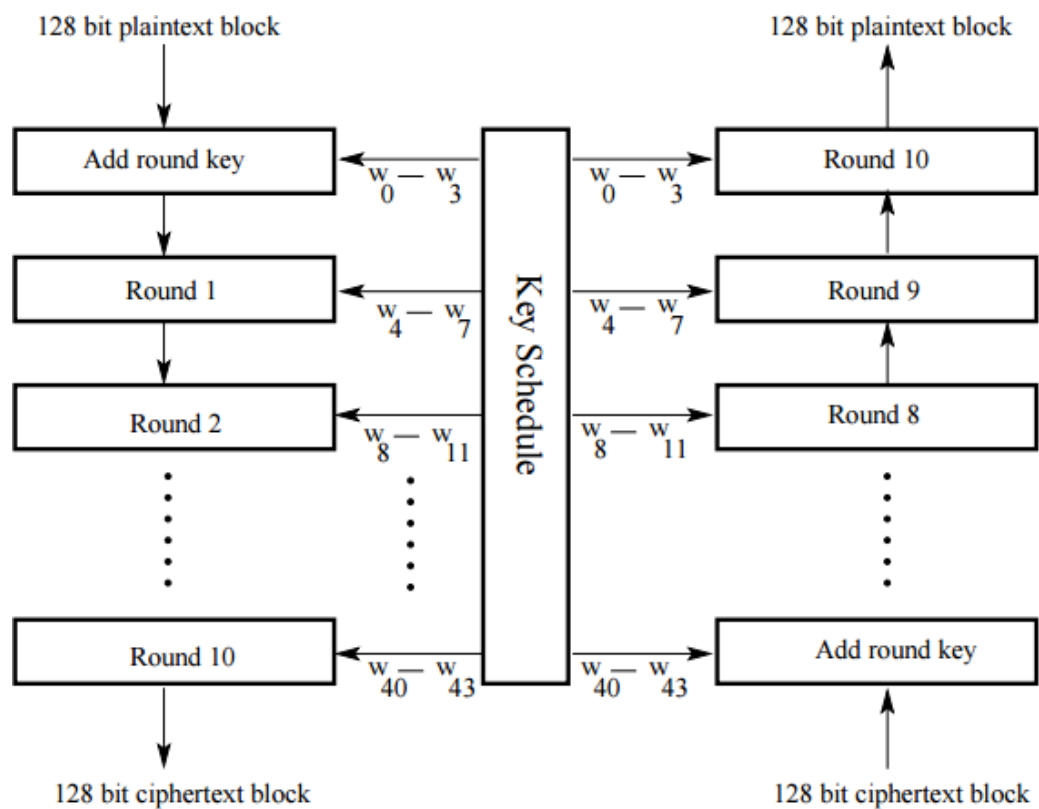 128 bit plaintext block
128 bit plaintext block
Add round key
w0 — w3
w0 — w3
Round 10
Round 1
w4 — w7
w4 — w7
Round 9
Key Schedule
Round 2
w8 — w11
w8 — w11
Round 8
Round 10
w40 — w43
w40 — w43
Add round key
128 bit ciphertext block
128 bit ciphertext block